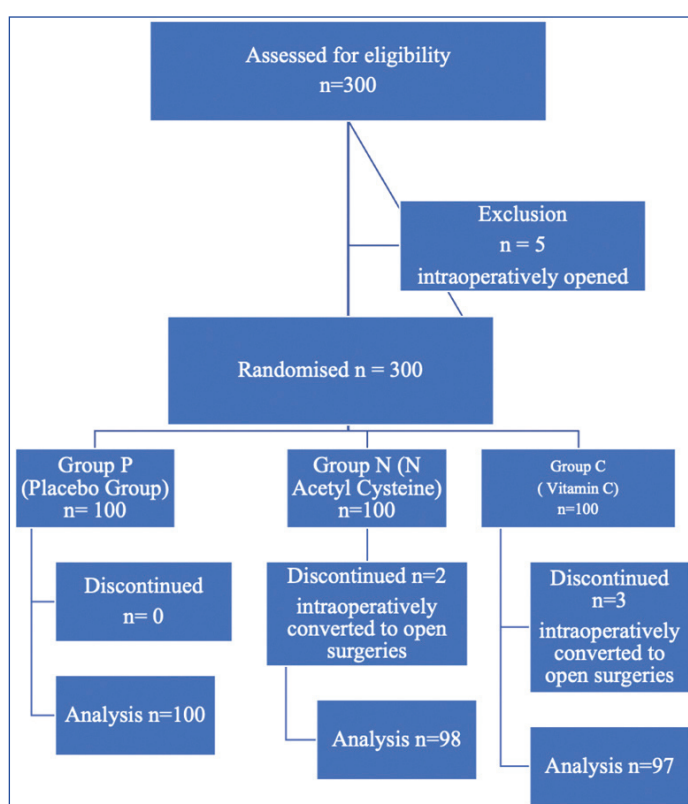 Assessed for eligibility
n=300
Exclusion
n = 5
intraoperatively opened
Randomised n = 300
Group P
(Placebo Group)
n= 100
Group N (N
Acetyl Cysteine)
n=100
Group C
( Vitamin C)
n=100
Discontinued
n= 0
Discontinued n=2
intraoperatively
converted to open
surgeries
Discontinued
n=3
intraoperatively
converted to
open surgeries
Analysis n=100
Analysis n=98
Analysis n=97